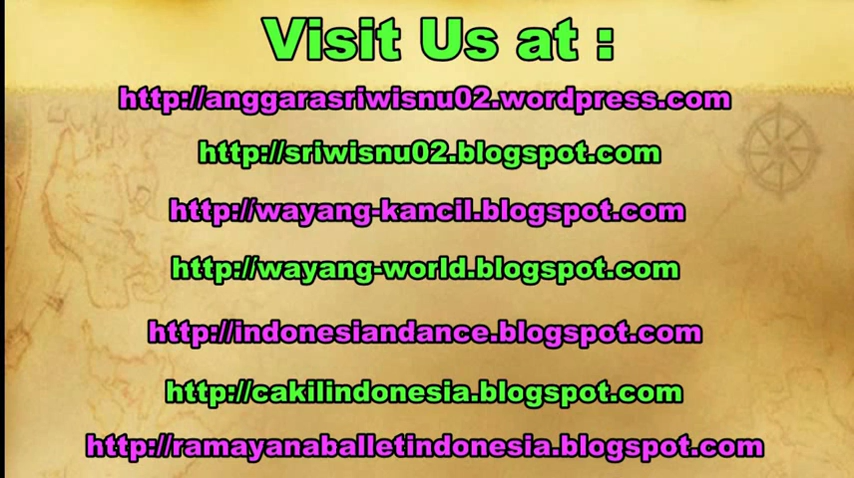 Visit Us at :
http://anggarasriwisnu02.wordpress.com
http://sriwisnu02.blogspot.com
http://wayang-kancil.blogspot.com
http://wayang-world.blogspot.com
http://indonesiandance.blogspot.com
http://cakilindonesia.blogspot.com
http://ramayanaballetindonesia.blogspot.com